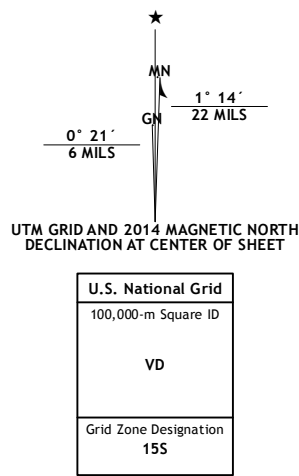 MN
1° 14´
22 MILS
GN
0° 21´
6 MILS
UTM GRID AND 2014 MAGNETIC NORTH
DECLINATION AT CENTER OF SHEET
U.S. National Grid
100,000-m Square ID
VD
Grid Zone Designation
15S